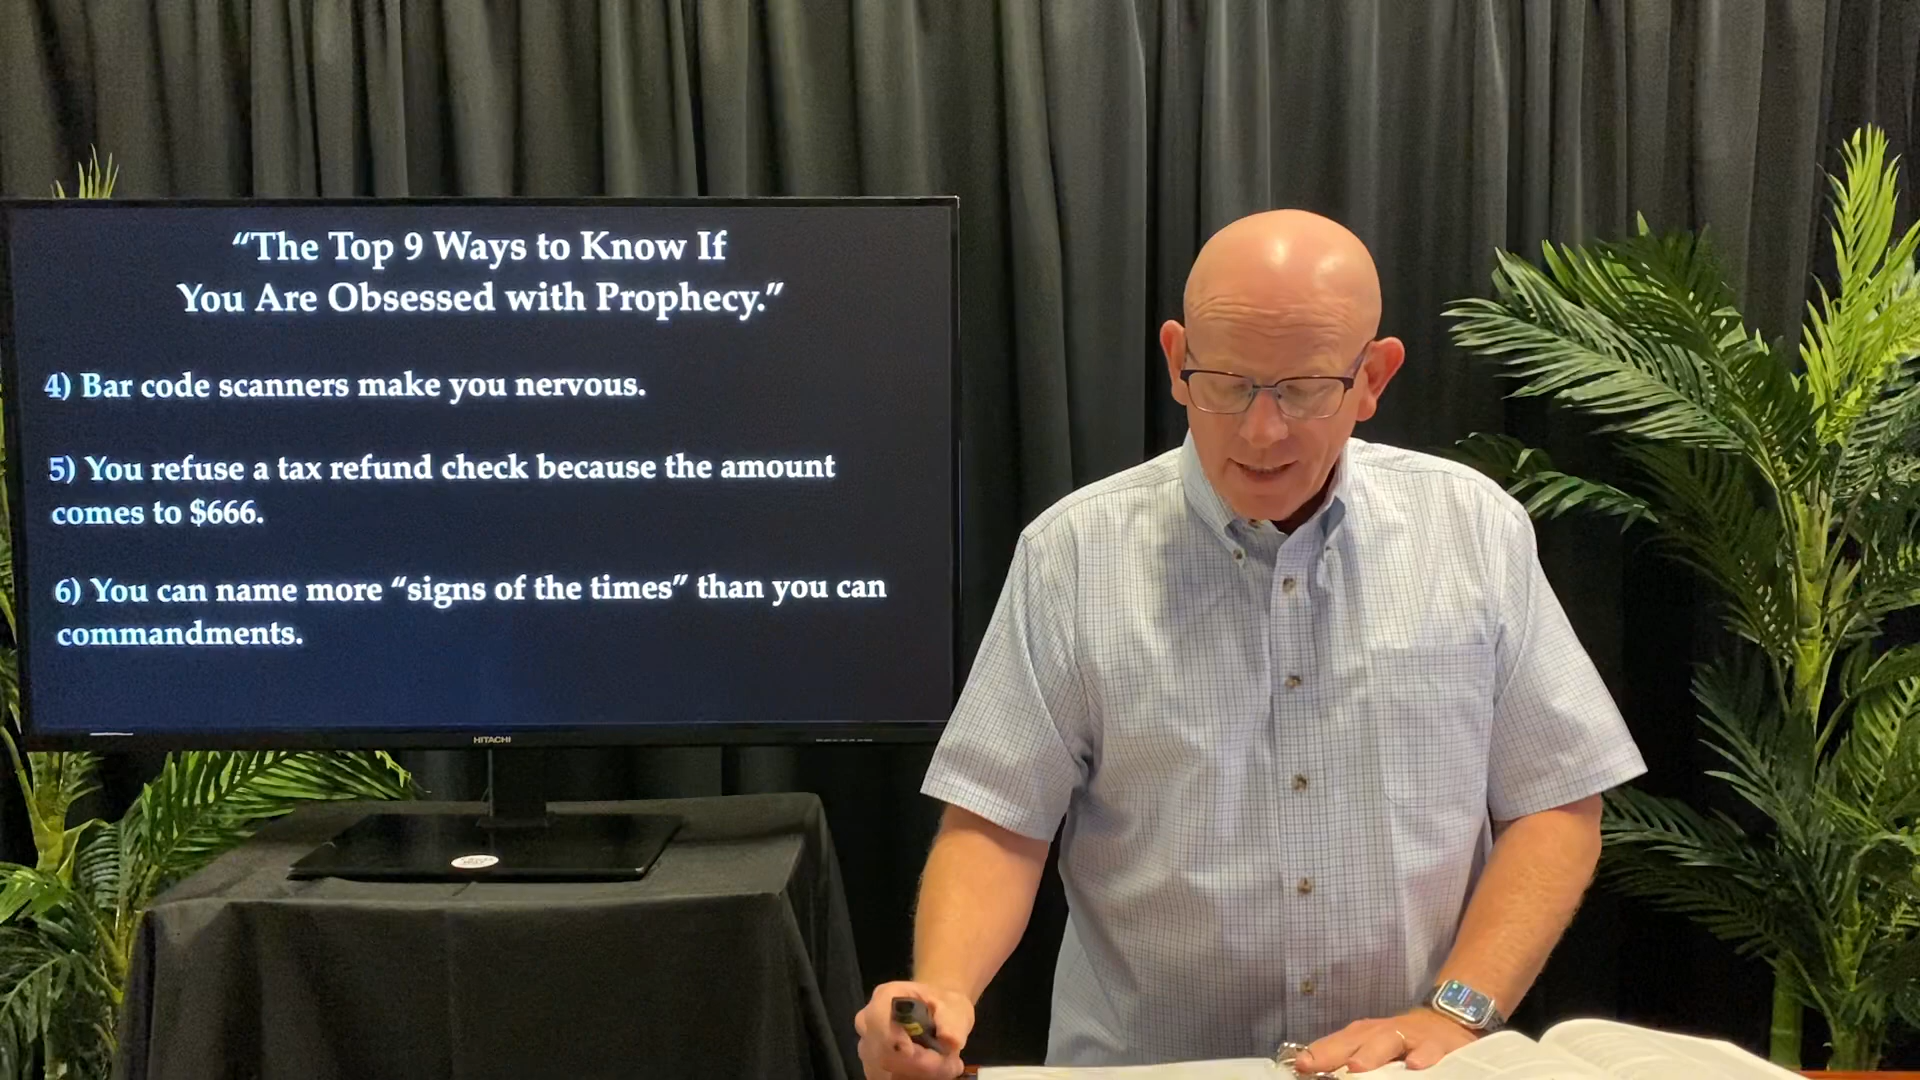 “The Top 9 Ways to Know If
You Are Obsessed with Prophecy.”
4) Bar code scanners make you nervous.
5) You refuse a tax refund check because the amount
comes to $666.
6) You can name more “signs of the times” than you can
commandments.
HITACHI